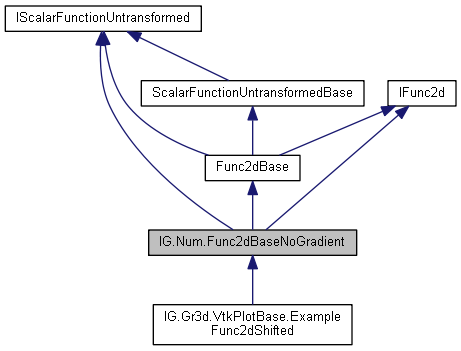 IScalarFunctionUntransformed
ScalarFunctionUntransformedBase
IFunc2d
Func2dBase
IG.Num.Func2dBaseNoGradient
IG.Gr3d.VtkPlotBase.Example
Func2dShifted